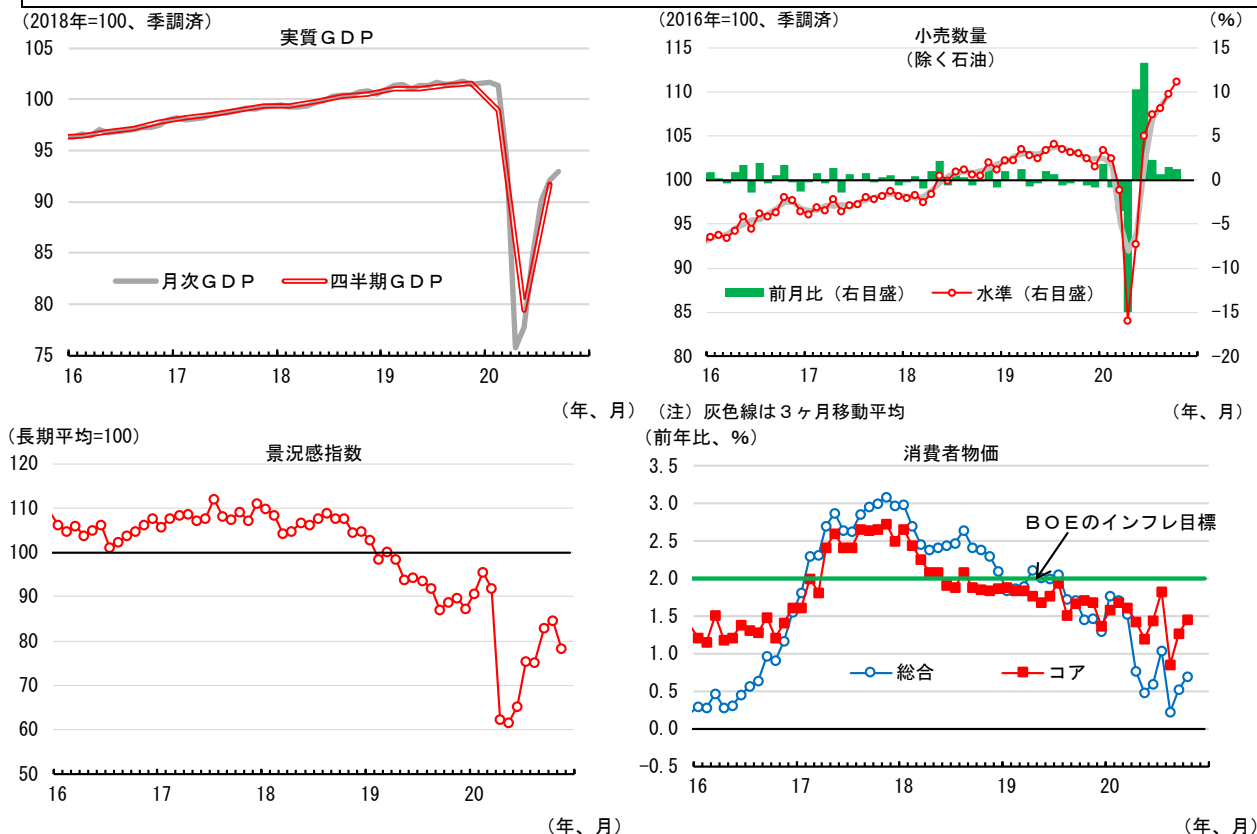 （2018年=100、季調済）
実質ＧＤＰ
105
100
95
90
85
80
75
月次ＧＤＰ
四半期ＧＤＰ
16 17 18 19 20
（年、月）
（2016年=100、季調済）
（%）
小売数量
（除く石油）
115
110
105
100
95
90
85
80
15
10
5
0
-5
-10
-15
-20
前月比（右目盛）
水準（右目盛）
16 17 18 19 20
（注）灰色線は３ヶ月移動平均
（年、月）
（長期平均=100）
景況感指数
120
110
100
90
80
70
60
50
16 17 18 19 20
（年、月）
（前年比、%）
消費者物価
3.5
3.0
2.5
2.0
1.5
1.0
0.5
0.0
-0.5
ＢＯＥのインフレ目標
総合
コア
16 17 18 19 20
（年、月）